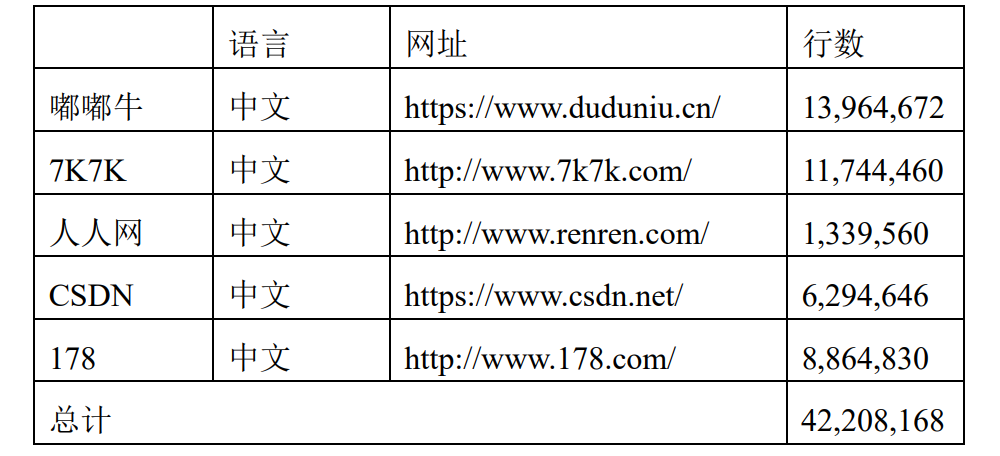 语言 网址 行数
嘟嘟牛 中文 https://www.duduniu.cn/ 13,964,672
7K7K 中文 http://www.7k7k.com/ 11,744,460
人人网 中文 http://www.renren.com/ 1,339,560
CSDN 中文 https://www.csdn.net/ 6,294,646
178 中文 http://www.178.com/ 8,864,830
总计 42,208,168